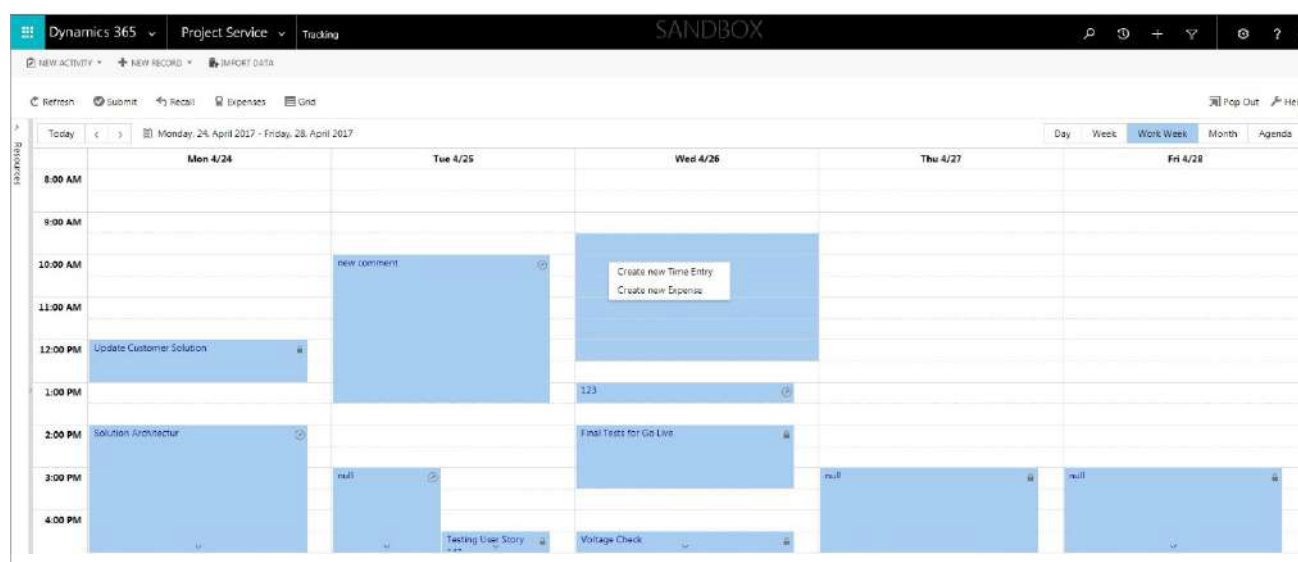 Dynamics 365 Project Service Tracking SANDBOX ?
NEW ACTIVITY NEW RECORD IMPORT DATA
Refresh Submit Recall Expenses Grid Pop Out Hel
Resources
Today Monday, 24. April 2017 - Friday, 28. April 2017 Day Week Work Week Month Agenda
Mon 4/24 Tue 4/25 Wed 4/26 Thu 4/27 Fri 4/28
8:00 AM
9:00 AM
10:00 AM new comment
Create new Time Entry
Create new Expense
11:00 AM
12:00 PM Update Customer Solution
1:00 PM 123
2:00 PM Solution Architectur Final Tests for Go Live
3:00 PM null null null
4:00 PM
Testing User Story Voltage Check